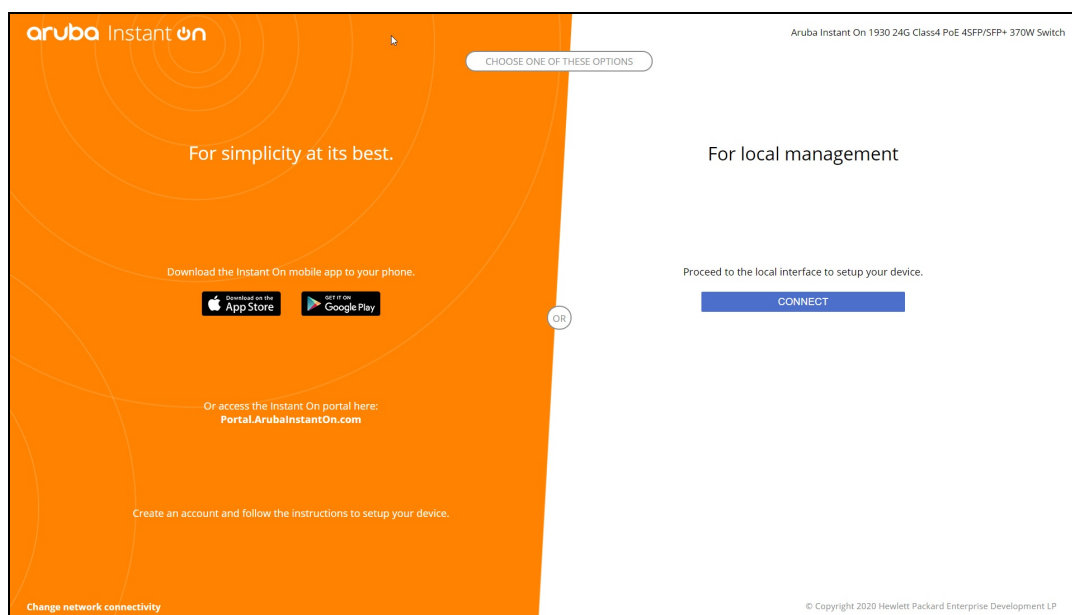 aruba Instant On
Aruba Instant On 1930 24G Class4 PoE 4SFP/SFP+ 370W Switch
CHOOSE ONE OF THESE OPTIONS
For simplicity at its best.
Download the Instant On mobile app to your phone.
Download on the
App Store
GET IT ON
Google Play
Or access the Instant On portal here:
Portal.ArubaInstantOn.com
Create an account and follow the instructions to setup your device.
Change network connectivity
OR
For local management
Proceed to the local interface to setup your device.
CONNECT
© Copyright 2020 Hewlett Packard Enterprise Development LP